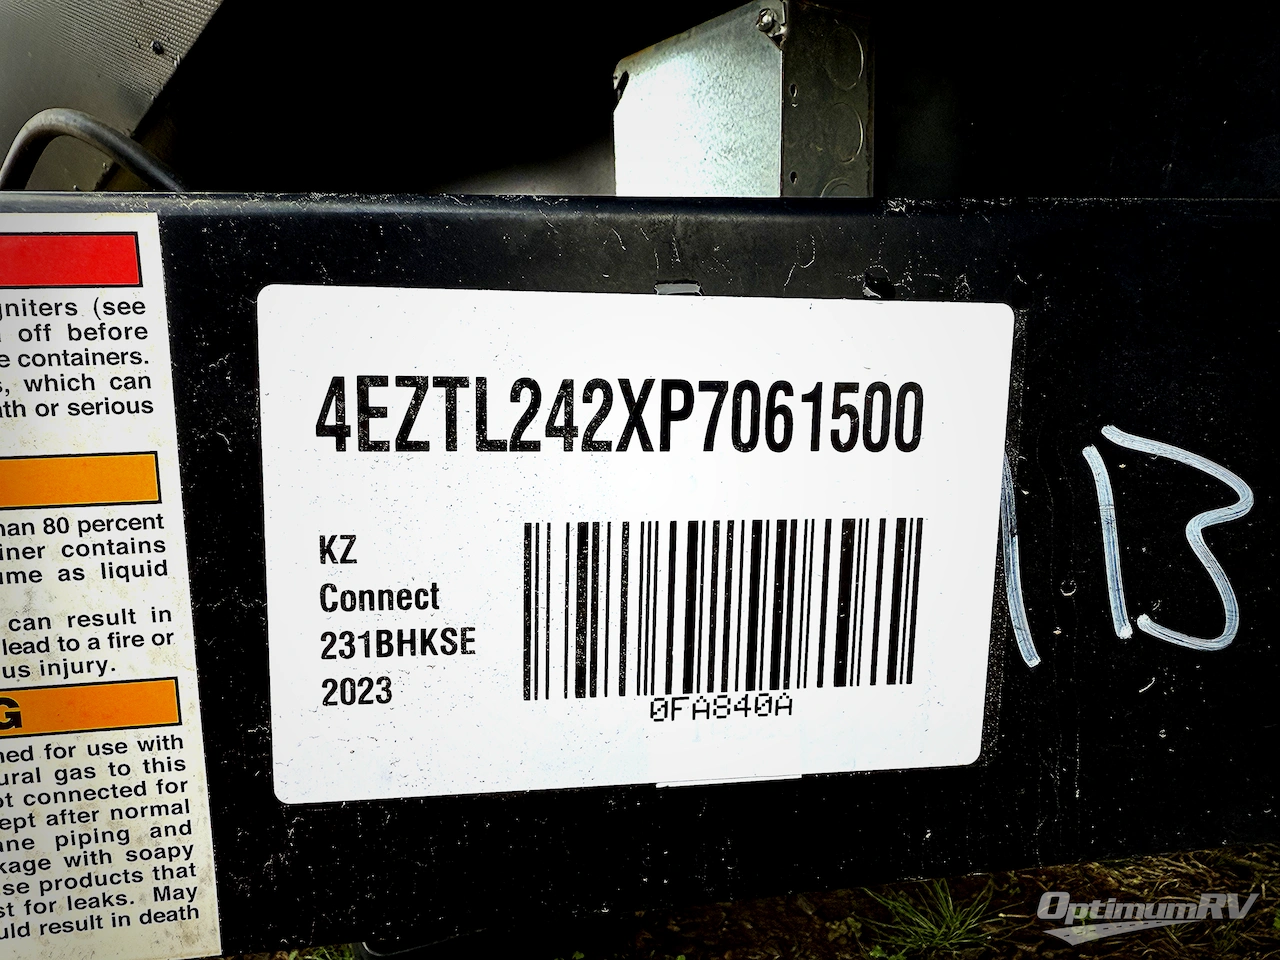 gniters (see
off before
e containers.
s, which can
ath or serious
han 80 percent
iner contains
ume as liquid
can result in
lead to a fire or
us injury.
G
ned for use with
ural gas to this
ot connected for
ept after normal
ane piping and
kage with soapy
se products that
st for leaks. May
uld result in death
4EZTL242XP7061500
KZ
Connect
231BHKSE
2023
0FA840A
B
OptimumRV